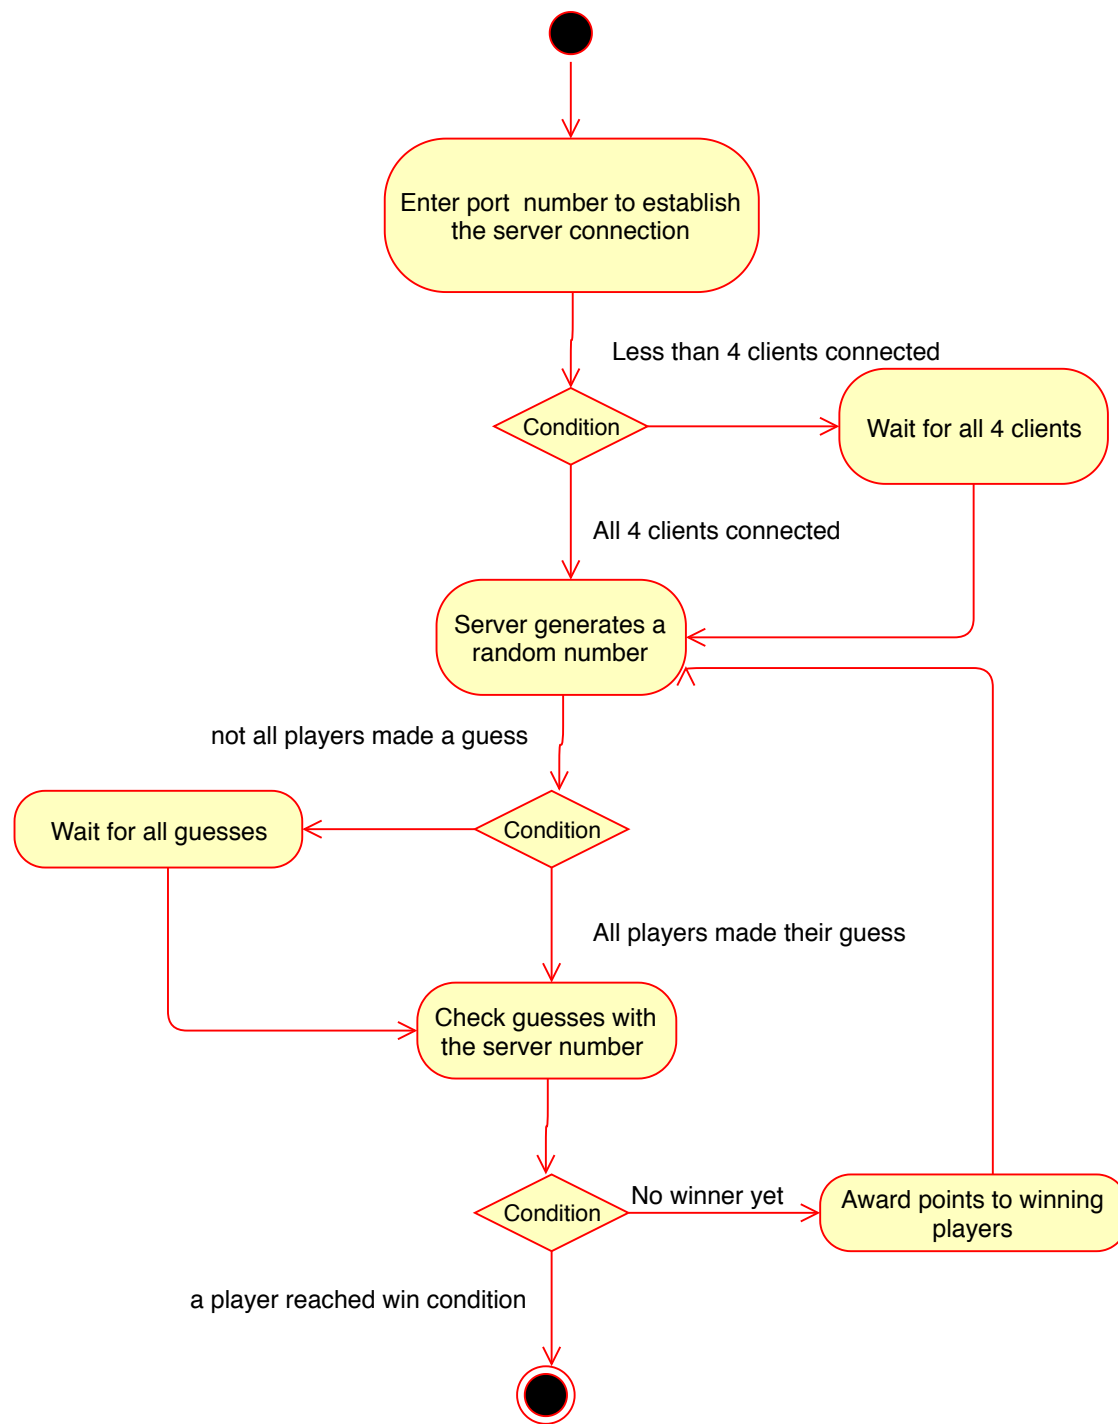 Enter port  number to establish
the server connection
Less than 4 clients connected
Condition
Wait for all 4 clients
All 4 clients connected
Server generates a
random number
not all players made a guess
Wait for all guesses
Condition
All players made their guess
Check guesses with
the server number
No winner yet
Condition
Award points to winning
players
a player reached win condition